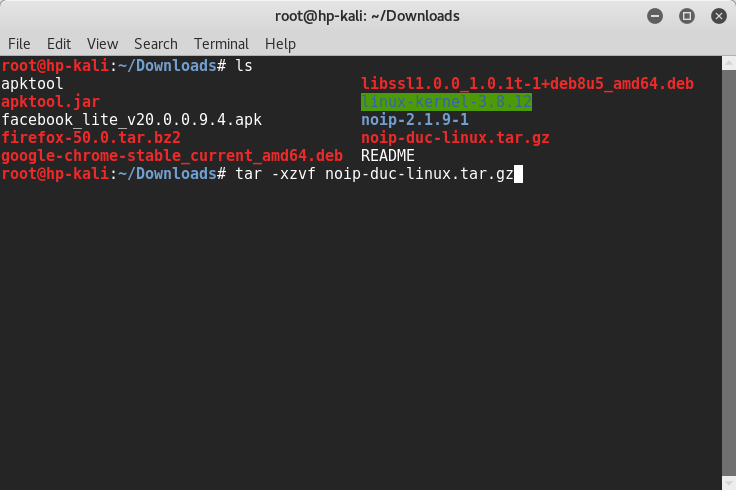 root@hp-kali: ~/Downloads
File Edit View Search Terminal Help
root@hp-kali:~/Downloads# ls
apktool libssl1.0.0_1.0.1t-1+deb8u5_amd64.deb
apktool.jar linux-kernel-3.8.12
facebook_lite_v20.0.0.9.4.apk noip-2.1.9-1
firefox-50.0.tar.bz2 noip-duc-linux.tar.gz
google-chrome-stable_current_amd64.deb README
root@hp-kali:~/Downloads# tar -xzvf noip-duc-linux.tar.gz